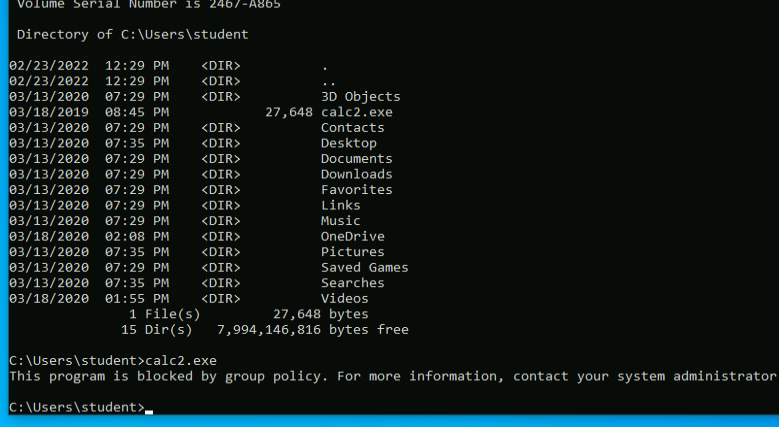 Volume Serial Number is 2467-A865
Directory of C:\Users\student
02/23/2022  12:29 PM    <DIR>          .
02/23/2022  12:29 PM    <DIR>          ..
03/13/2020  07:29 PM    <DIR>          3D Objects
03/18/2019  08:45 PM            27,648 calc2.exe
03/13/2020  07:29 PM    <DIR>          Contacts
03/13/2020  07:35 PM    <DIR>          Desktop
03/13/2020  07:29 PM    <DIR>          Documents
03/13/2020  07:29 PM    <DIR>          Downloads
03/13/2020  07:29 PM    <DIR>          Favorites
03/13/2020  07:29 PM    <DIR>          Links
03/13/2020  07:29 PM    <DIR>          Music
03/18/2020  02:08 PM    <DIR>          OneDrive
03/13/2020  07:35 PM    <DIR>          Pictures
03/13/2020  07:29 PM    <DIR>          Saved Games
03/13/2020  07:35 PM    <DIR>          Searches
03/18/2020  01:55 PM    <DIR>          Videos
1 File(s)         27,648 bytes
15 Dir(s)   7,994,146,816 bytes free
C:\Users\student>calc2.exe
This program is blocked by group policy. For more information, contact your system administrator
C:\Users\student>